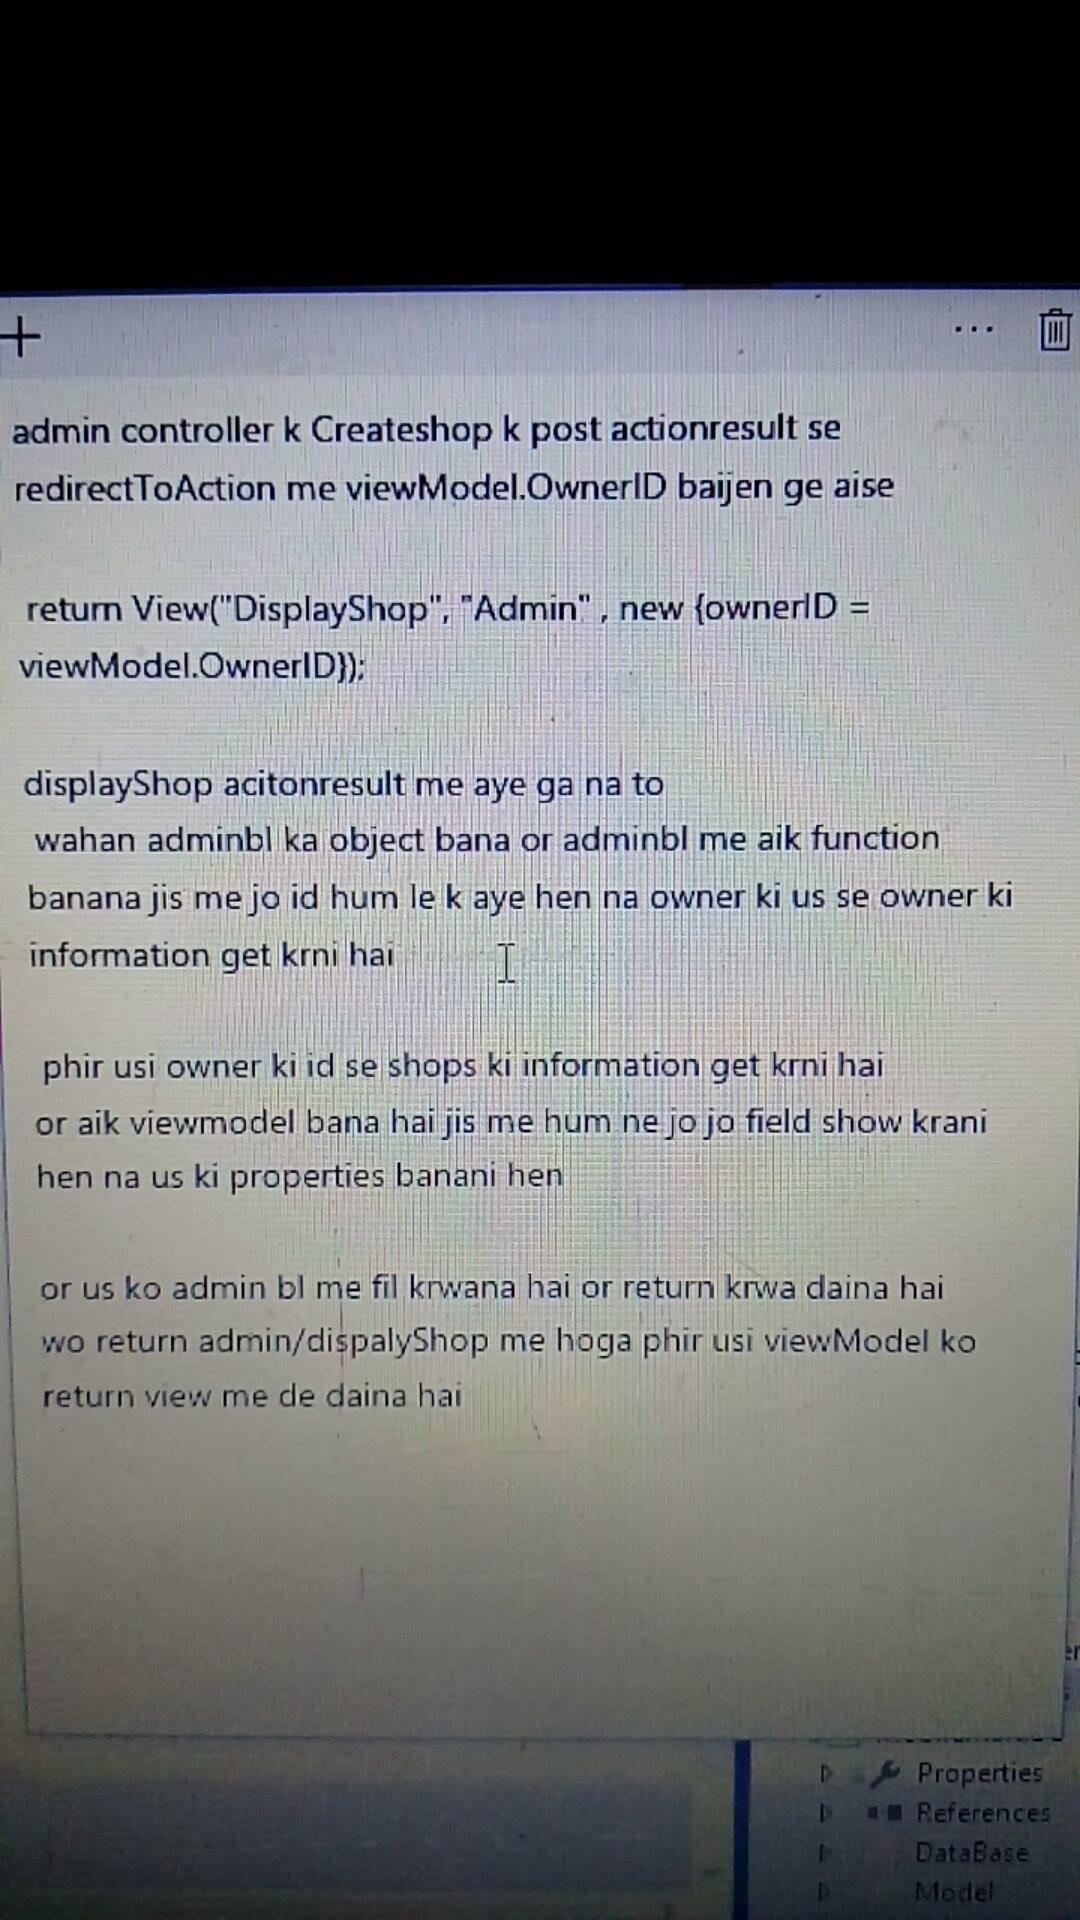 admin controller k Createshop k post actionresult se
redirectToAction me viewModel.OwnerID baijen ge aise
return View("DisplayShop", "Admin" , new {ownerID =
viewModel.OwnerID});
displayShop acitonresult me aye ga na to
wahan adminbl ka object bana or adminbl me aik function
banana jis me jo id hum le k aye hen na owner ki us se owner ki
information get krni hai
phir usi owner ki id se shops ki information get krni hai
or aik viewmodel bana hai jis me hum ne jo jo field show krani
hen na us ki properties banani hen
or us ko admin bl me fil krwana hai or return krwa daina hai
wo return admin/dispalyShop me hoga phir usi viewModel ko
return view me de daina hai
Properties
References
DataBase
Model